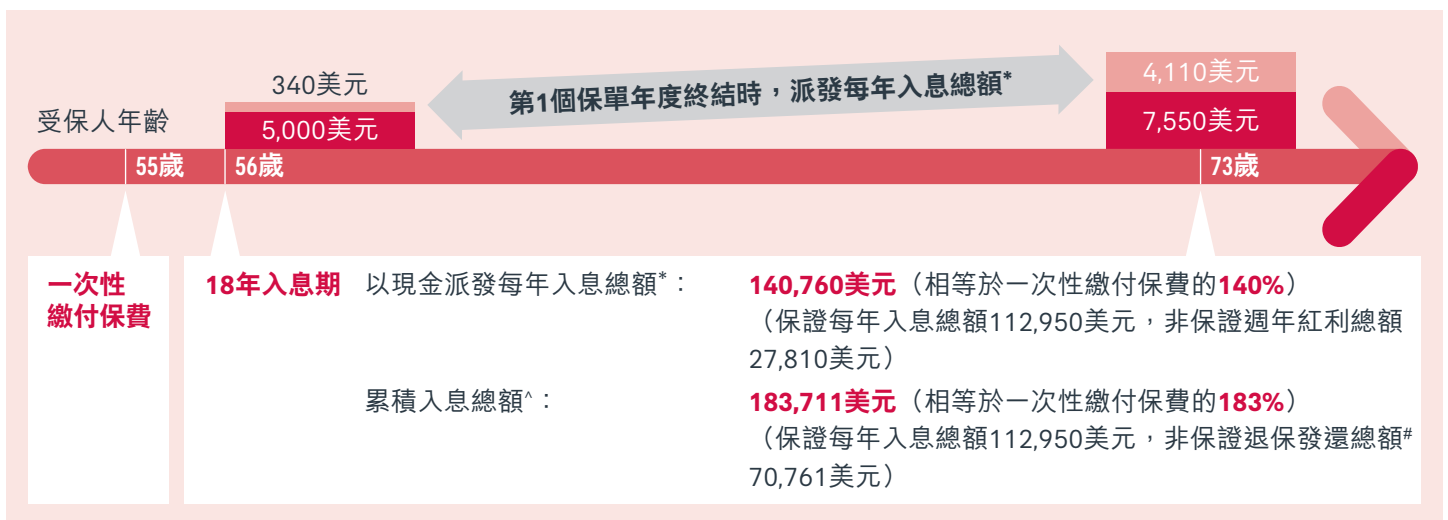 340美元
第1個保單年度終結時，派發每年入息總額*
4,110美元
受保人年齡
5,000美元
7,550美元
55歲
56歲
73歲
一次性
繳付保費
18年入息期
以現金派發每年入息總額*：
140,760美元（相等於一次性繳付保費的140%）
（保證每年入息總額112,950美元，非保證週年紅利總額
27,810美元）
累積入息總額^：
183,711美元（相等於一次性繳付保費的183%）
（保證每年入息總額112,950美元，非保證退保發還總額#
70,761美元）